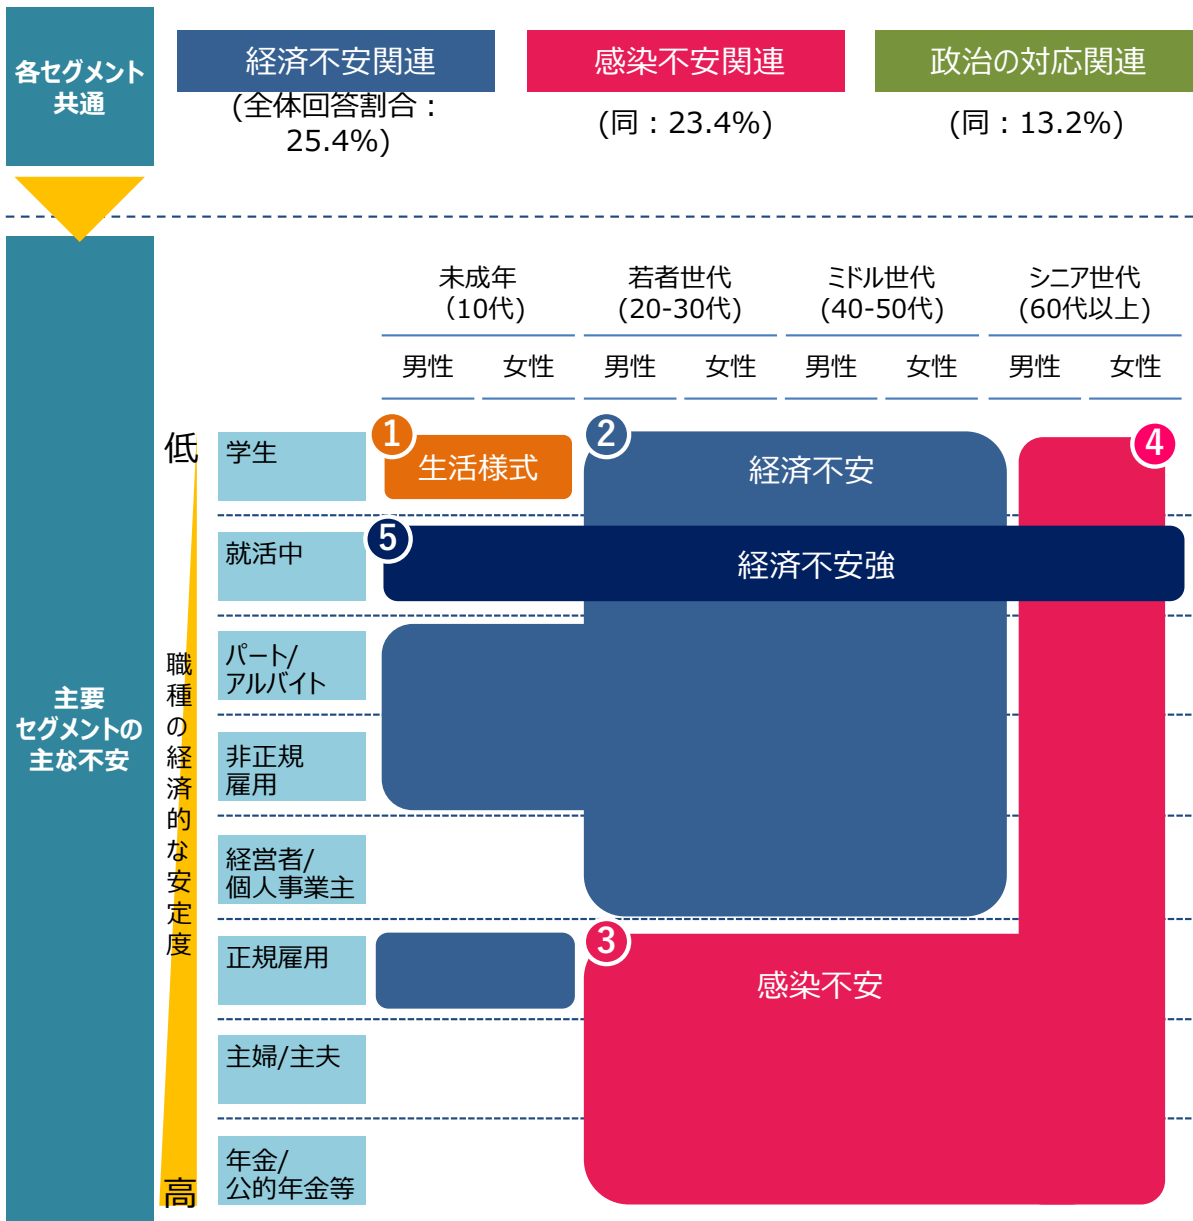 各セグメント
共通
経済不安関連
(全体回答割合：
25.4%)
感染不安関連
(同：23.4%)
政治の対応関連
(同：13.2%)
主要
セグメントの
主な不安
未成年
(10代)
若者世代
(20-30代)
ミドル世代
(40-50代)
シニア世代
(60代以上)
男性 女性 男性 女性 男性 女性 男性 女性
低
職種の経済的な安定度
高
学生
就活中
パート/
アルバイト
非正規
雇用
経営者/
個人事業主
正規雇用
主婦/主夫
年金/
公的年金等
1
生活様式
2
経済不安
4
5
経済不安強
3
感染不安